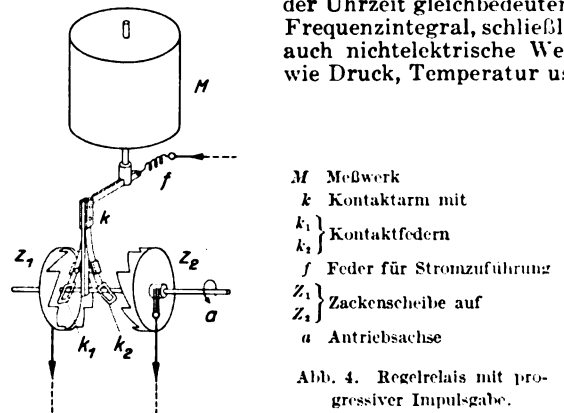 der Uhrzeit gleichbedeuten
Frequenzintegral, schließl
auch nichtelektrische We
wie Druck, Temperatur us
M
f
k
Z₁
Z₂
a
k₁
k₂
M Meßwerk
k Kontaktarm mit
k₁
k₂ } Kontaktfedern
f Feder für Stromzuführung
Z₁
Z₂ } Zackenscheibe auf
a Antriebsachse
Abb. 4. Regelrelais mit pro-
gressiver Impulsgabe.